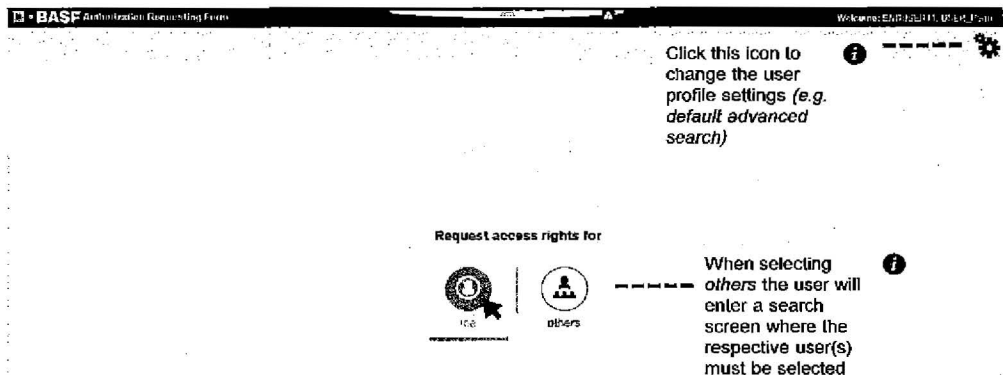 BASF Authorization Requesting Form
Click this icon to
change the user
profile settings (e.g.
default advanced
search)
Request access rights for
When selecting
others the user will
enter a search
screen where the
respective user(s)
must be selected
me
others